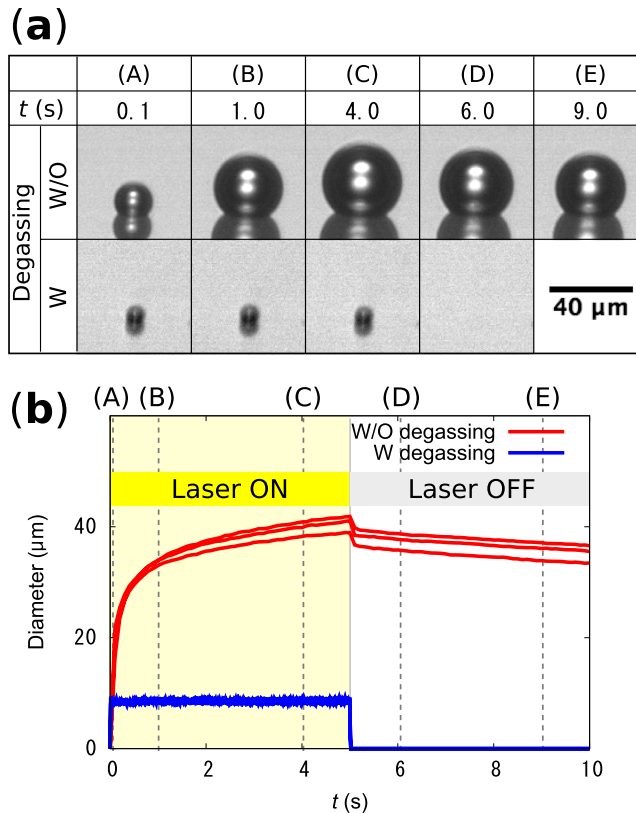 (a)
(A) (B) (C) (D) (E)
t (s) 0.1 1.0 4.0 6.0 9.0
Degassing
W/O
W
40 µm
(b)
(A) (B) (C) (D) (E)
W/O degassing
W degassing
Laser ON Laser OFF
Diameter (µm)
40
20
0
0 2 4 6 8 10
t (s)